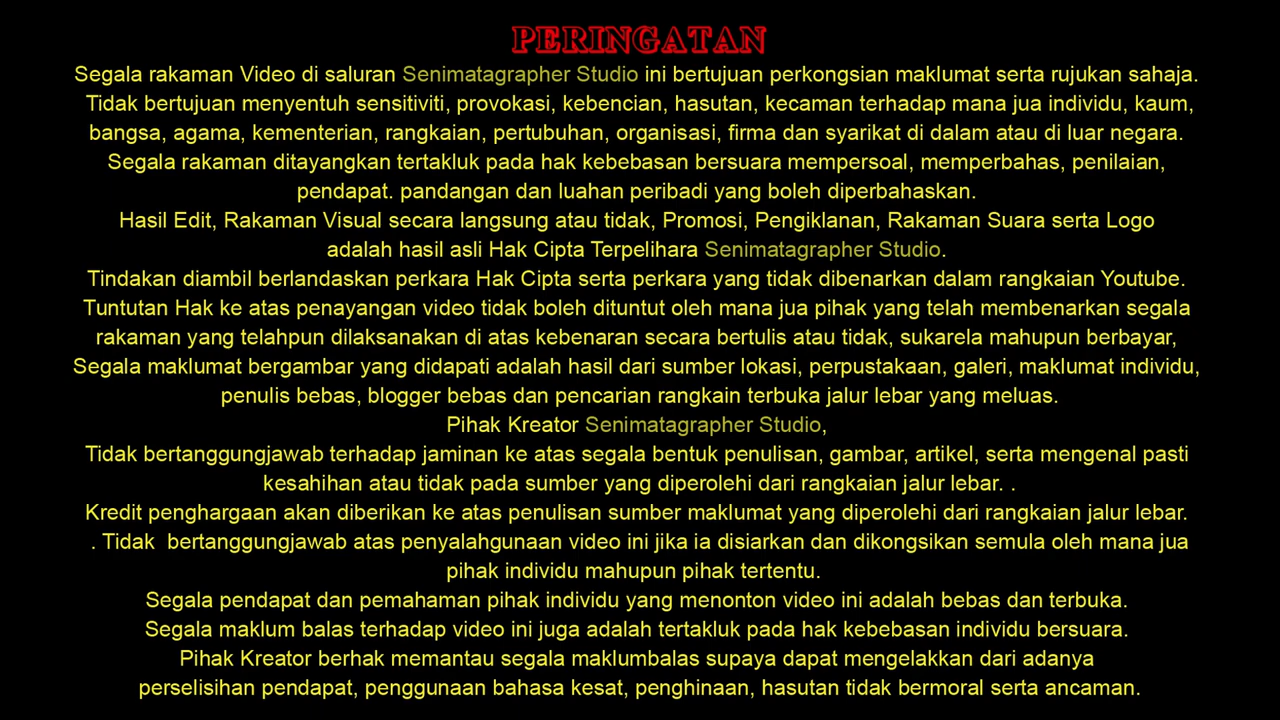 PERINGATAN
Segala rakaman Video di saluran Senimatagrapher Studio ini bertujuan perkongsian maklumat serta rujukan sahaja.
Tidak bertujuan menyentuh sensitiviti, provokasi, kebencian, hasutan, kecaman terhadap mana jua individu, kaum,
bangsa, agama, kementerian, rangkaian, pertubuhan, organisasi, firma dan syarikat di dalam atau di luar negara.
Segala rakaman ditayangkan tertakluk pada hak kebebasan bersuara mempersoal, memperbahas, penilaian,
pendapat. pandangan dan luahan peribadi yang boleh diperbahaskan.
Hasil Edit, Rakaman Visual secara langsung atau tidak, Promosi, Pengiklanan, Rakaman Suara serta Logo
adalah hasil asli Hak Cipta Terpelihara Senimatagrapher Studio.
Tindakan diambil berlandaskan perkara Hak Cipta serta perkara yang tidak dibenarkan dalam rangkaian Youtube.
Tuntutan Hak ke atas penayangan video tidak boleh dituntut oleh mana jua pihak yang telah membenarkan segala
rakaman yang telahpun dilaksanakan di atas kebenaran secara bertulis atau tidak, sukarela mahupun berbayar,
Segala maklumat bergambar yang didapati adalah hasil dari sumber lokasi, perpustakaan, galeri, maklumat individu,
penulis bebas, blogger bebas dan pencarian rangkain terbuka jalur lebar yang meluas.
Pihak Kreator Senimatagrapher Studio,
Tidak bertanggungjawab terhadap jaminan ke atas segala bentuk penulisan, gambar, artikel, serta mengenal pasti
kesahihan atau tidak pada sumber yang diperolehi dari rangkaian jalur lebar. .
Kredit penghargaan akan diberikan ke atas penulisan sumber maklumat yang diperolehi dari rangkaian jalur lebar.
. Tidak  bertanggungjawab atas penyalahgunaan video ini jika ia disiarkan dan dikongsikan semula oleh mana jua
pihak individu mahupun pihak tertentu.
Segala pendapat dan pemahaman pihak individu yang menonton video ini adalah bebas dan terbuka.
Segala maklum balas terhadap video ini juga adalah tertakluk pada hak kebebasan individu bersuara.
Pihak Kreator berhak memantau segala maklumbalas supaya dapat mengelakkan dari adanya
perselisihan pendapat, penggunaan bahasa kesat, penghinaan, hasutan tidak bermoral serta ancaman.